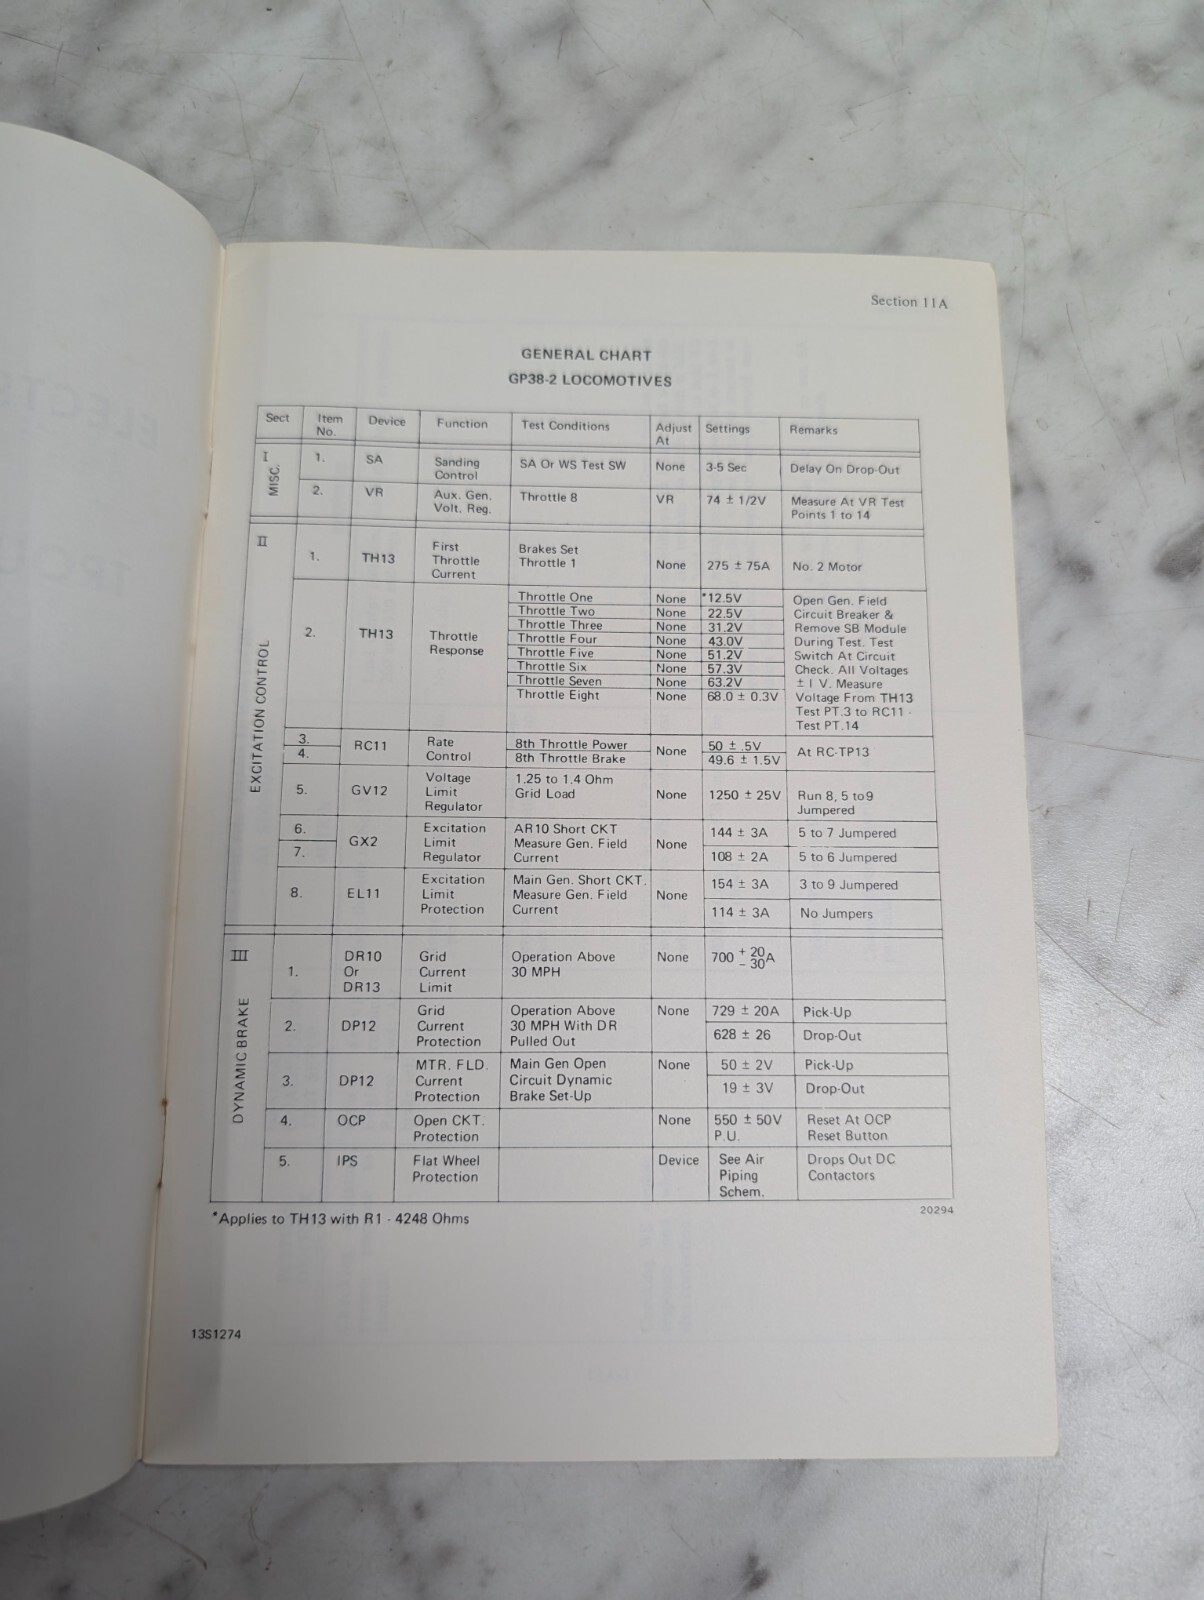 Section 11A
GENERAL CHART
GP38-2 LOCOMOTIVES
Sect Item No. Device Function Test Conditions Adjust At Settings Remarks
I MISC.
1. SA Sanding Control SA Or WS Test SW None 3-5 Sec Delay On Drop-Out
2. VR Aux. Gen. Volt. Reg. Throttle 8 VR 74 ± 1/2V Measure At VR Test Points 1 to 14
II EXCITATION CONTROL
1. TH13 First Throttle Current Brakes Set Throttle 1 None 275 ± 75A No. 2 Motor
2. TH13 Throttle Response
Throttle One None *12.5V
Throttle Two None 22.5V
Throttle Three None 31.2V
Throttle Four None 43.0V
Throttle Five None 51.2V
Throttle Six None 57.3V
Throttle Seven None 63.2V
Throttle Eight None 68.0 ± 0.3V
Open Gen. Field
Circuit Breaker &
Remove SB Module
During Test. Test
Switch At Circuit
Check. All Voltages
± 1 V. Measure
Voltage From TH13
Test PT.3 to RC11 -
Test PT.14
3. RC11 Rate Control 8th Throttle Power None 50 ± .5V At RC-TP13
4. 8th Throttle Brake 49.6 ± 1.5V
5. GV12 Voltage Limit Regulator 1.25 to 1.4 Ohm Grid Load None 1250 ± 25V Run 8, 5 to9 Jumpered
6. GX2 Excitation Limit Regulator AR10 Short CKT Measure Gen. Field Current None 144 ± 3A 5 to 7 Jumpered
7. 108 ± 2A 5 to 6 Jumpered
8. EL11 Excitation Limit Protection Main Gen. Short CKT. Measure Gen. Field Current None 154 ± 3A 3 to 9 Jumpered
114 ± 3A No Jumpers
III DYNAMIC BRAKE
1. DR10 Or DR13 Grid Current Limit Operation Above 30 MPH None 700 + 20 - 30A
2. DP12 Grid Current Protection Operation Above 30 MPH With DR Pulled Out None 729 ± 20A Pick-Up
628 ± 26 Drop-Out
3. DP12 MTR. FLD. Current Protection Main Gen Open Circuit Dynamic Brake Set-Up None 50 ± 2V Pick-Up
19 ± 3V Drop-Out
4. OCP Open CKT. Protection None 550 ± 50V P.U. Reset At OCP Reset Button
5. IPS Flat Wheel Protection Device See Air Piping Schem. Drops Out DC Contactors
*Applies to TH13 with R1 - 4248 Ohms
20294
13S1274